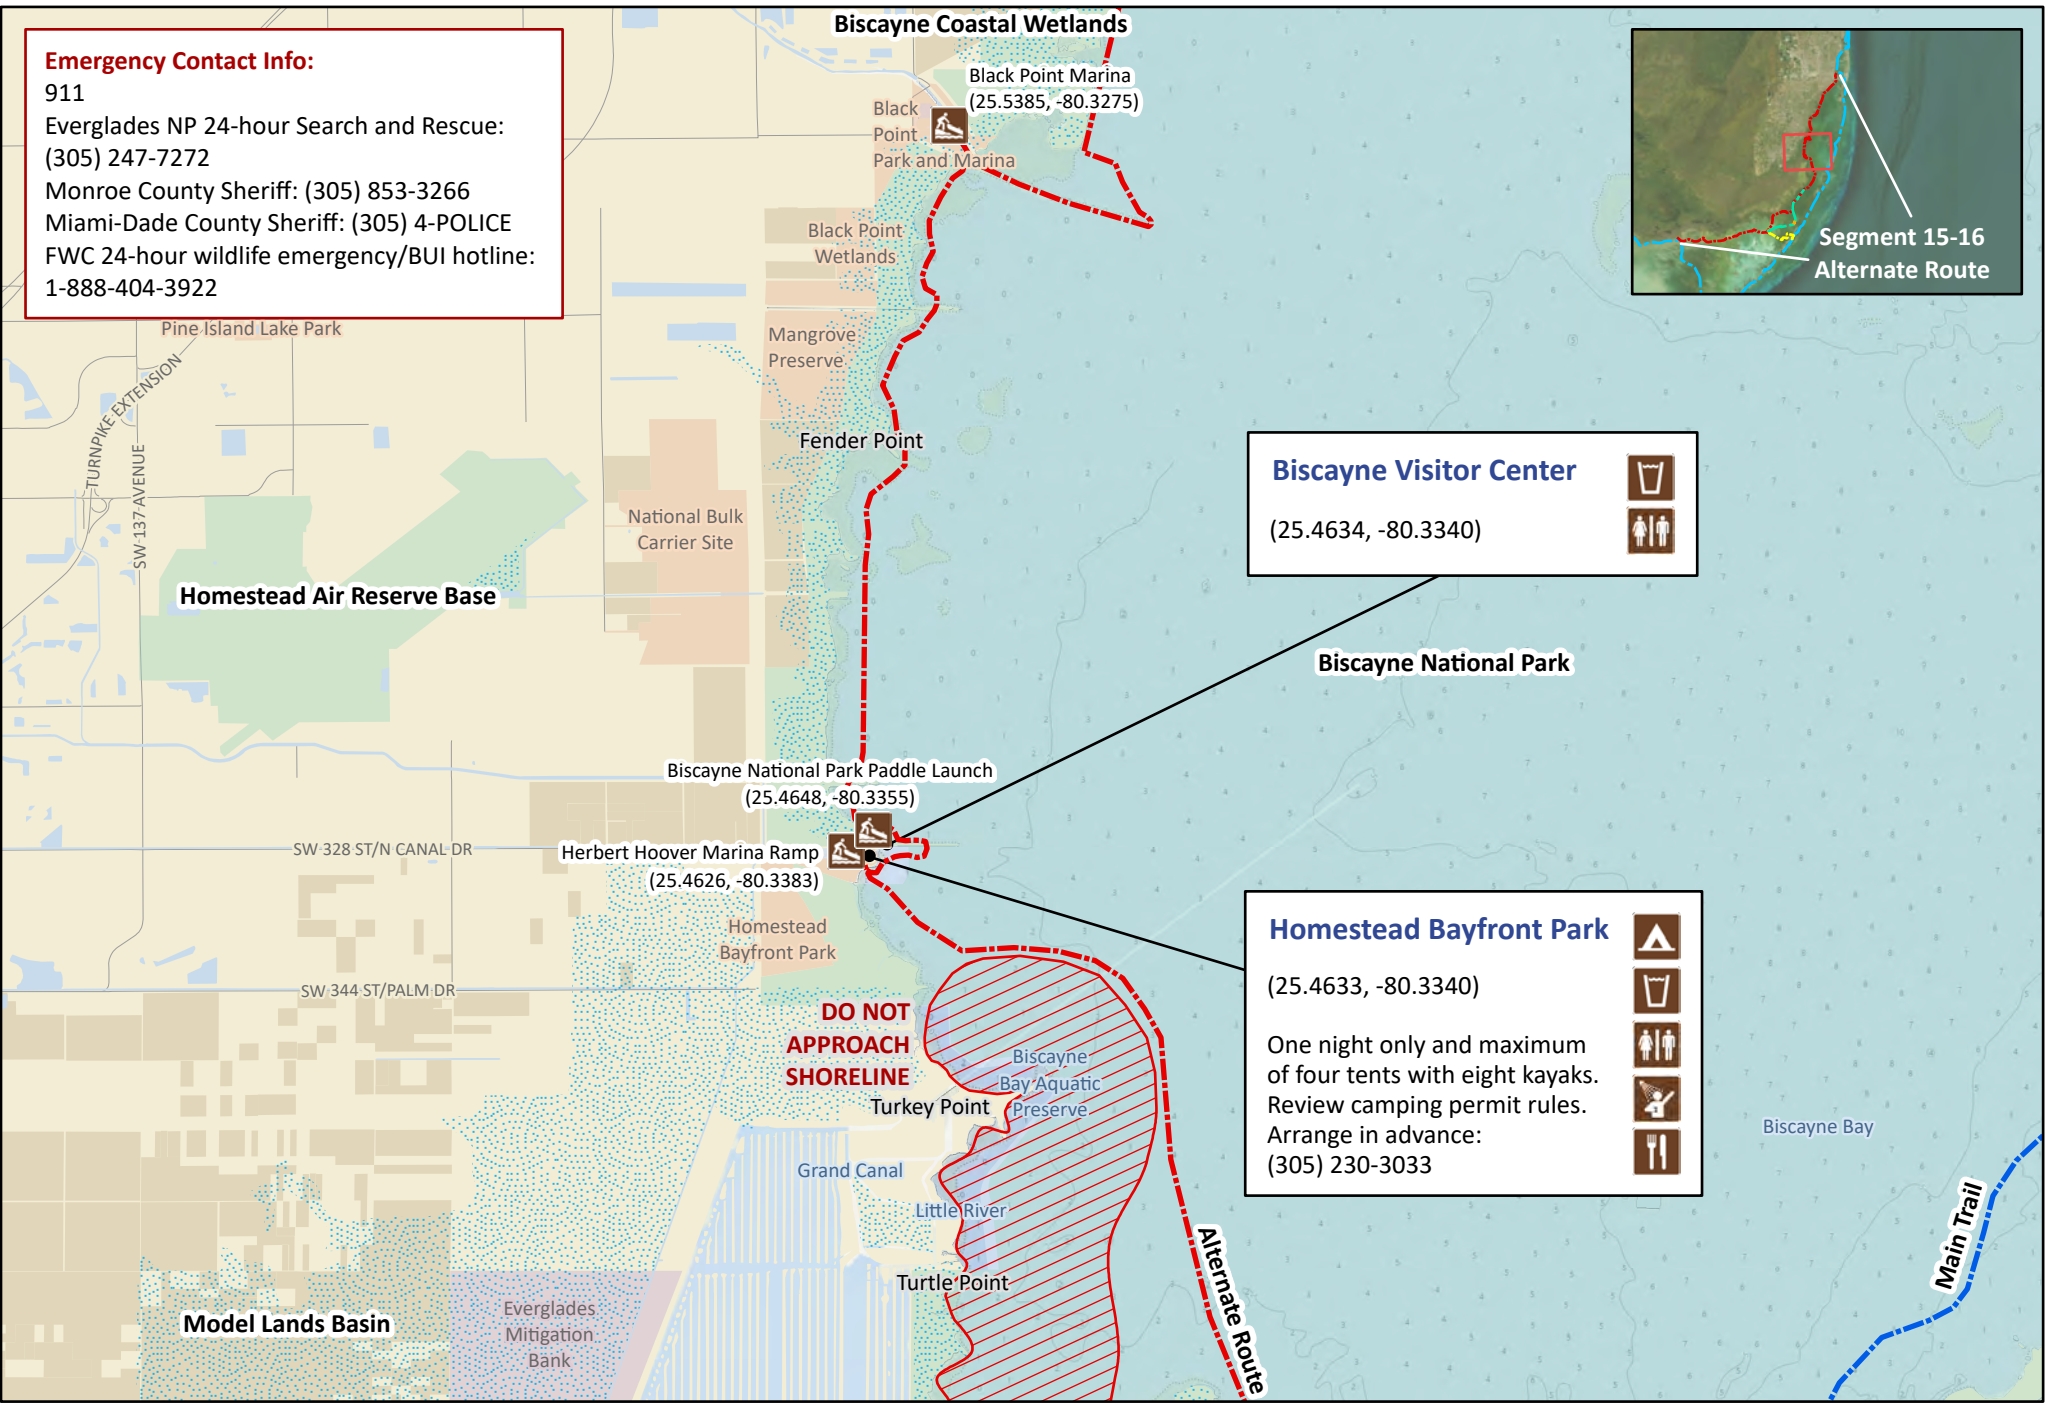 Biscayne Coastal Wetlands
Emergency Contact Info:
911
Everglades NP 24-hour Search and Rescue:
(305) 247-7272
Monroe County Sheriff: (305) 853-3266
Miami-Dade County Sheriff: (305) 4-POLICE
FWC 24-hour wildlife emergency/BUI hotline:
1-888-404-3922
Black Point Marina
(25.5385, -80.3275)
Black
Point
Park and Marina
Segment 15-16
Alternate Route
Black Point
Wetlands
Pine Island Lake Park
Mangrove
Preserve
TURNPIKE EXTENSION
SW 137 AVENUE
Fender Point
National Bulk
Carrier Site
Homestead Air Reserve Base
Biscayne Visitor Center
(25.4634, -80.3340)
Biscayne National Park
Biscayne National Park Paddle Launch
(25.4648, -80.3355)
SW 328 ST/N CANAL DR
Herbert Hoover Marina Ramp
(25.4626, -80.3383)
Homestead
Bayfront Park
SW 344 ST/PALM DR
Homestead Bayfront Park
(25.4633, -80.3340)
One night only and maximum
of four tents with eight kayaks.
Review camping permit rules.
Arrange in advance:
(305) 230-3033
DO NOT
APPROACH
SHORELINE
Biscayne
Bay Aquatic
Preserve
Turkey Point
Biscayne Bay
Grand Canal
Little River
Turtle Point
Alternate Route
Main Trail
Everglades
Mitigation
Bank
Model Lands Basin